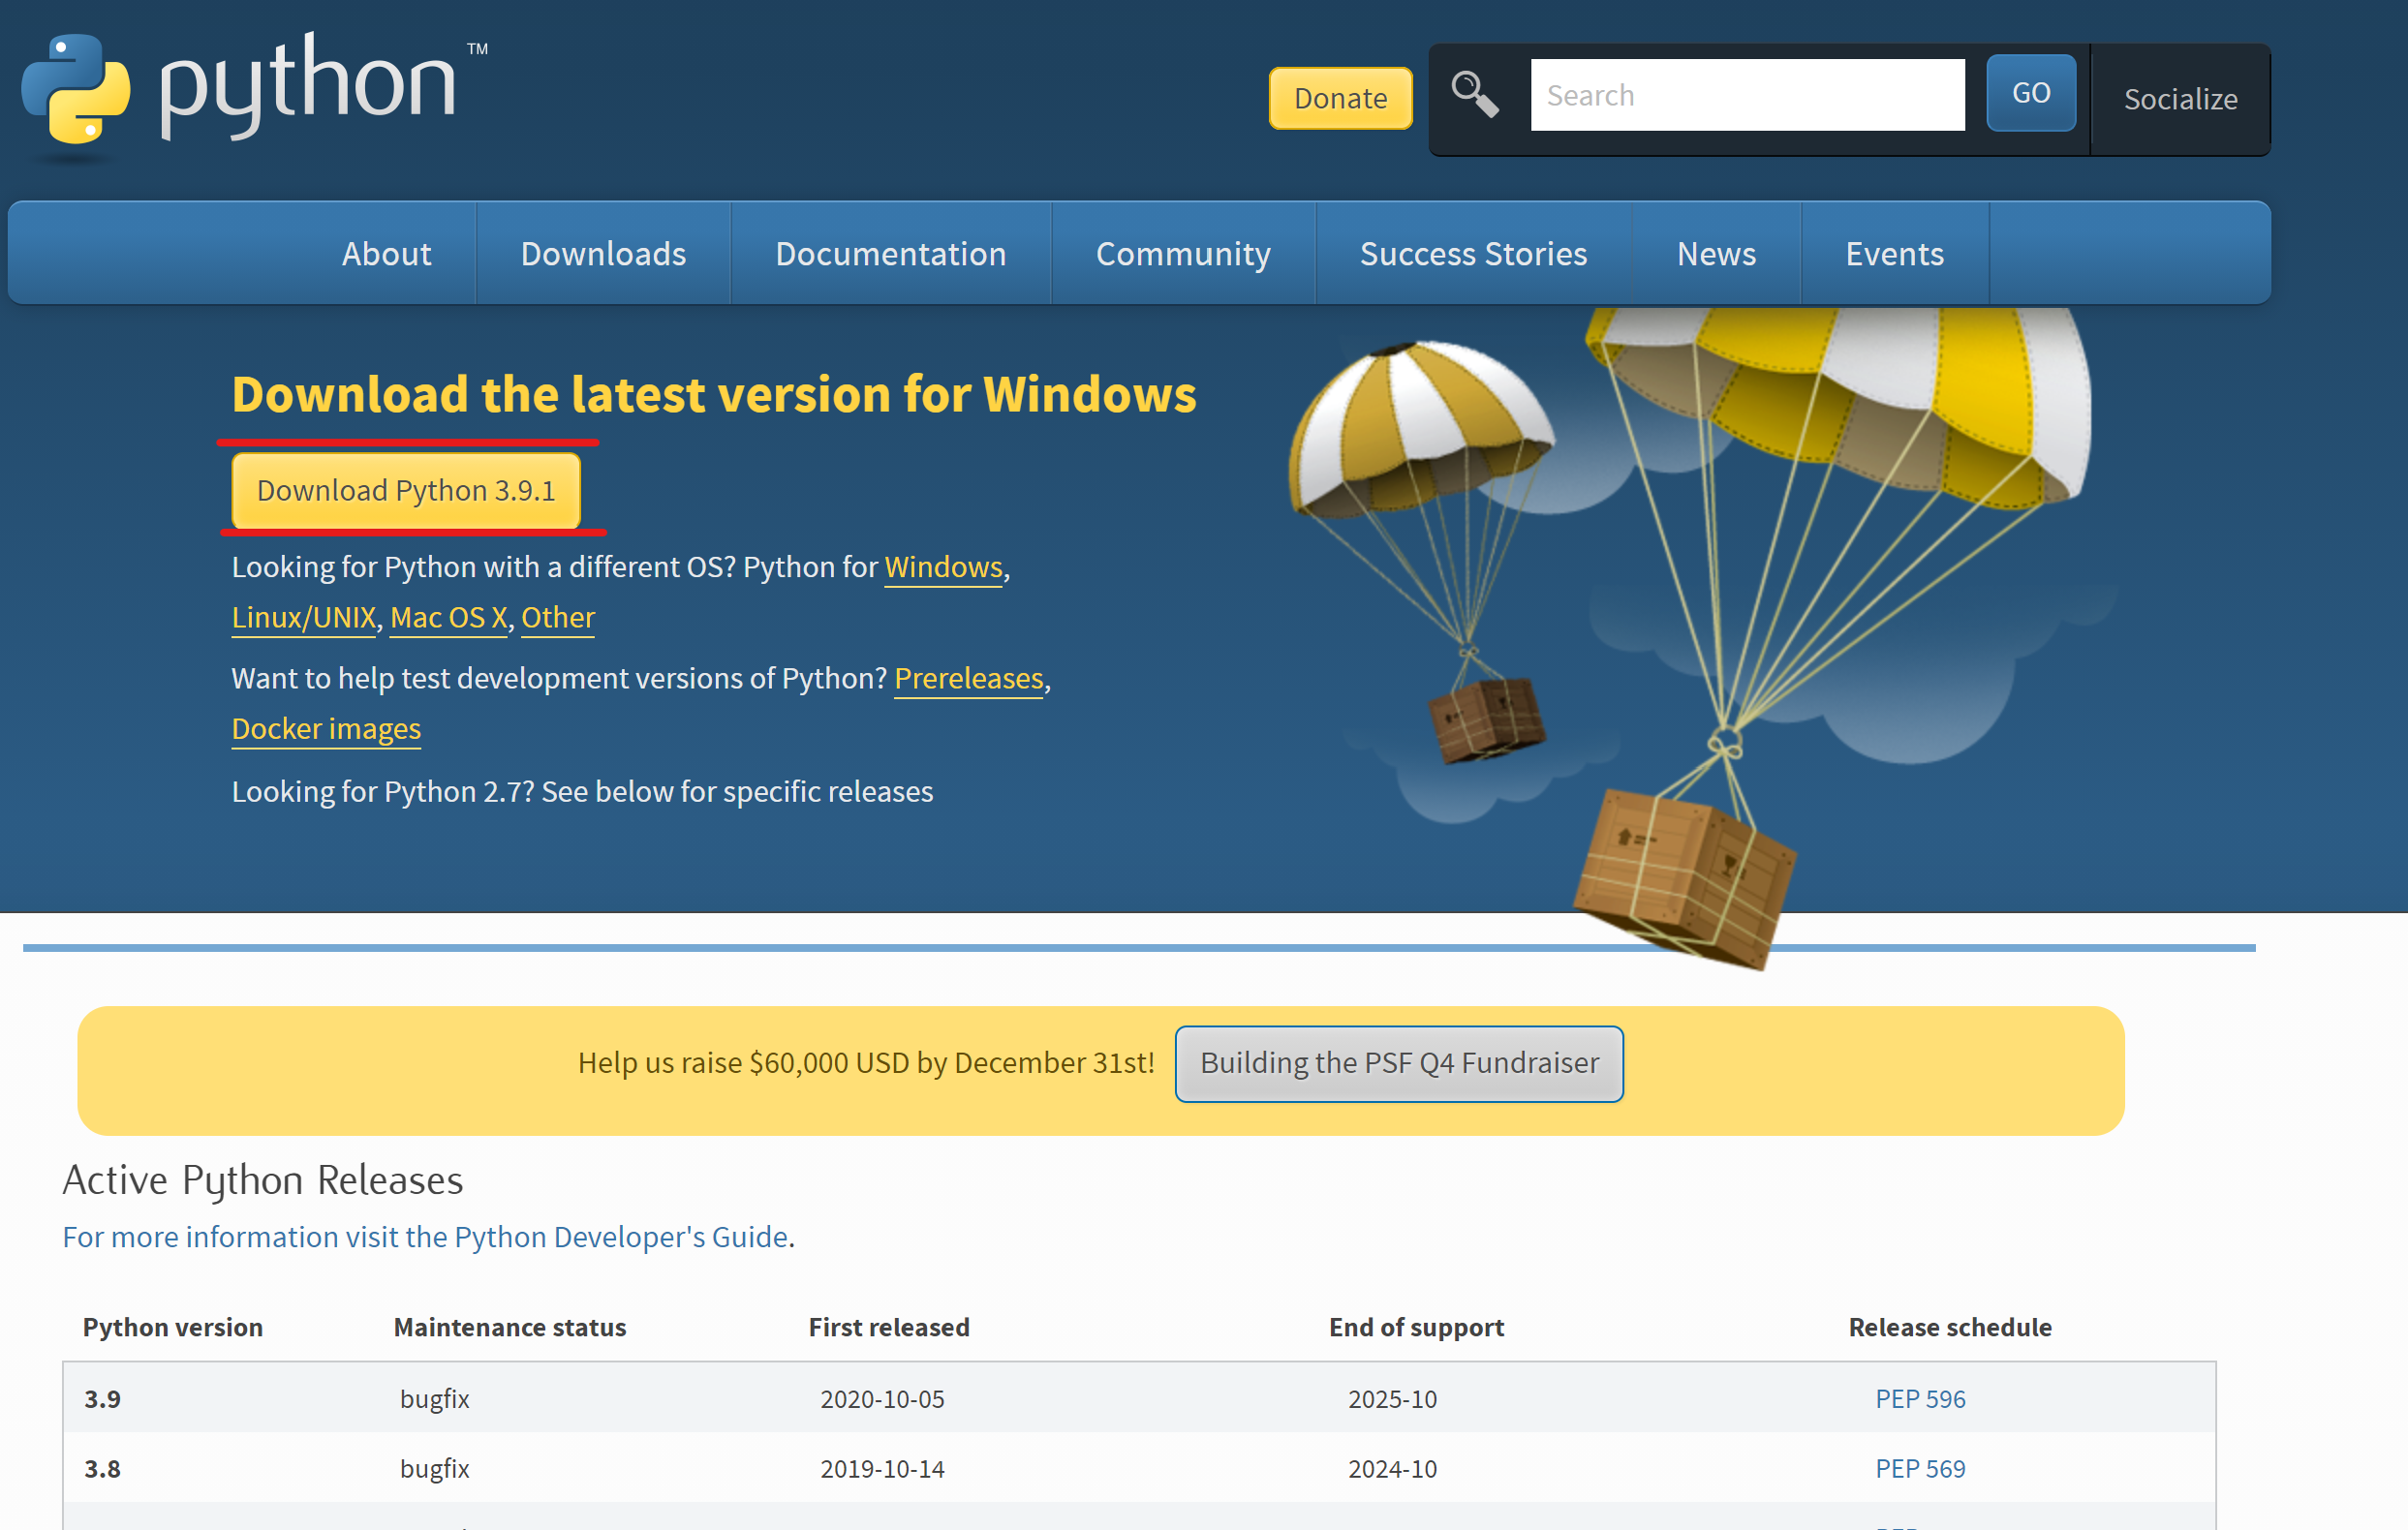 python™
Donate
Search
GO
Socialize
About Downloads Documentation Community Success Stories News Events
Download the latest version for Windows
Download Python 3.9.1
Looking for Python with a different OS? Python for Windows,
Linux/UNIX, Mac OS X, Other
Want to help test development versions of Python? Prereleases,
Docker images
Looking for Python 2.7? See below for specific releases
Help us raise $60,000 USD by December 31st! Building the PSF Q4 Fundraiser
Active Python Releases
For more information visit the Python Developer's Guide.
Python version Maintenance status First released End of support Release schedule
3.9 bugfix 2020-10-05 2025-10 PEP 596
3.8 bugfix 2019-10-14 2024-10 PEP 569